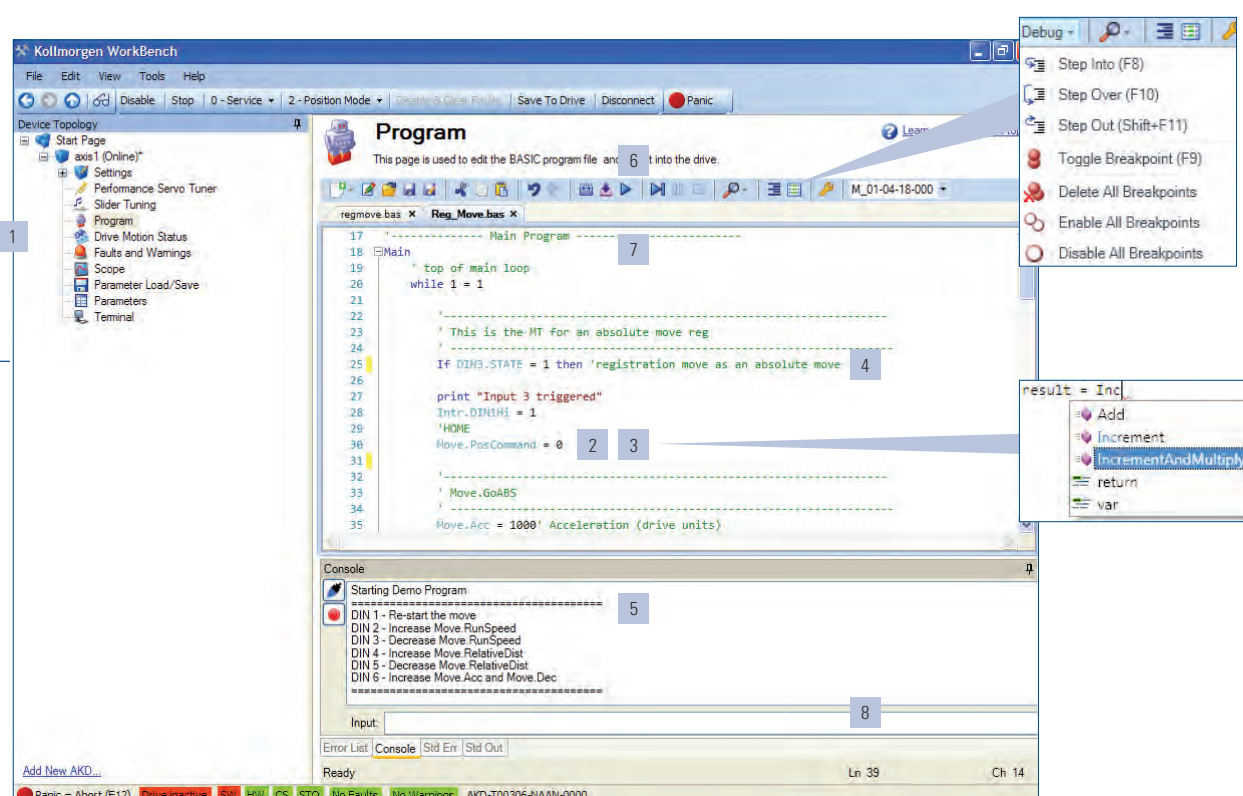 Kollmorgen WorkBench
File Edit View Tools Help
Disable Stop 0 - Service 2 - Position Mode Disable & Clear Faults Save To Drive Disconnect Panic
Device Topology
Start Page
axis1 (Online)*
Settings
Performance Servo Tuner
Slider Tuning
Program
Drive Motion Status
Faults and Warnings
Scope
Parameter Load/Save
Parameters
Terminal
Add New AKD...
1
Program
Learn
This page is used to edit the BASIC program file and
into the drive.
6
M_01-04-18-000
regmove.bas × Reg_Move.bas ×
7
17 '-------------- Main Program -------------------------
18 Main
19 ' top of main loop
20 while 1 = 1
21
22 '-------------------------------------------------------------------
23 ' This is the MT for an absolute move reg
24 ' -------------------------------------------------------------------
25 If DIN3.STATE = 1 then 'registration move as an absolute move
4
26
27 print "Input 3 triggered"
28 Intr.DIN1Hi = 1
29 'HOME
30 Move.PosCommand = 0
2 3
31
32 '-------------------------------------------------------------------
33 ' Move.GoABS
34 ' -------------------------------------------------------------------
35 Move.Acc = 1000' Acceleration (drive units)
Console
Starting Demo Program
=========================================
5
DIN 1 - Re-start the move
DIN 2 - Increase Move.RunSpeed
DIN 3 - Decrease Move.RunSpeed
DIN 4 - Increase Move.RelativeDist
DIN 5 - Decrease Move.RelativeDist
DIN 6 - Increase Move.Acc and Move.Dec
=========================================
8
Input:
Error List Console Std Err Std Out
Ready Ln 39 Ch 14
Panic = Abort (F12) Drive Inactive SW HW CS STO No Faults No Warnings AKD-T00306-NAAN-0000
Debug
Step Into (F8)
Step Over (F10)
Step Out (Shift+F11)
Toggle Breakpoint (F9)
Delete All Breakpoints
Enable All Breakpoints
Disable All Breakpoints
result = Inc
Add
Increment
IncrementAndMultiply
return
var